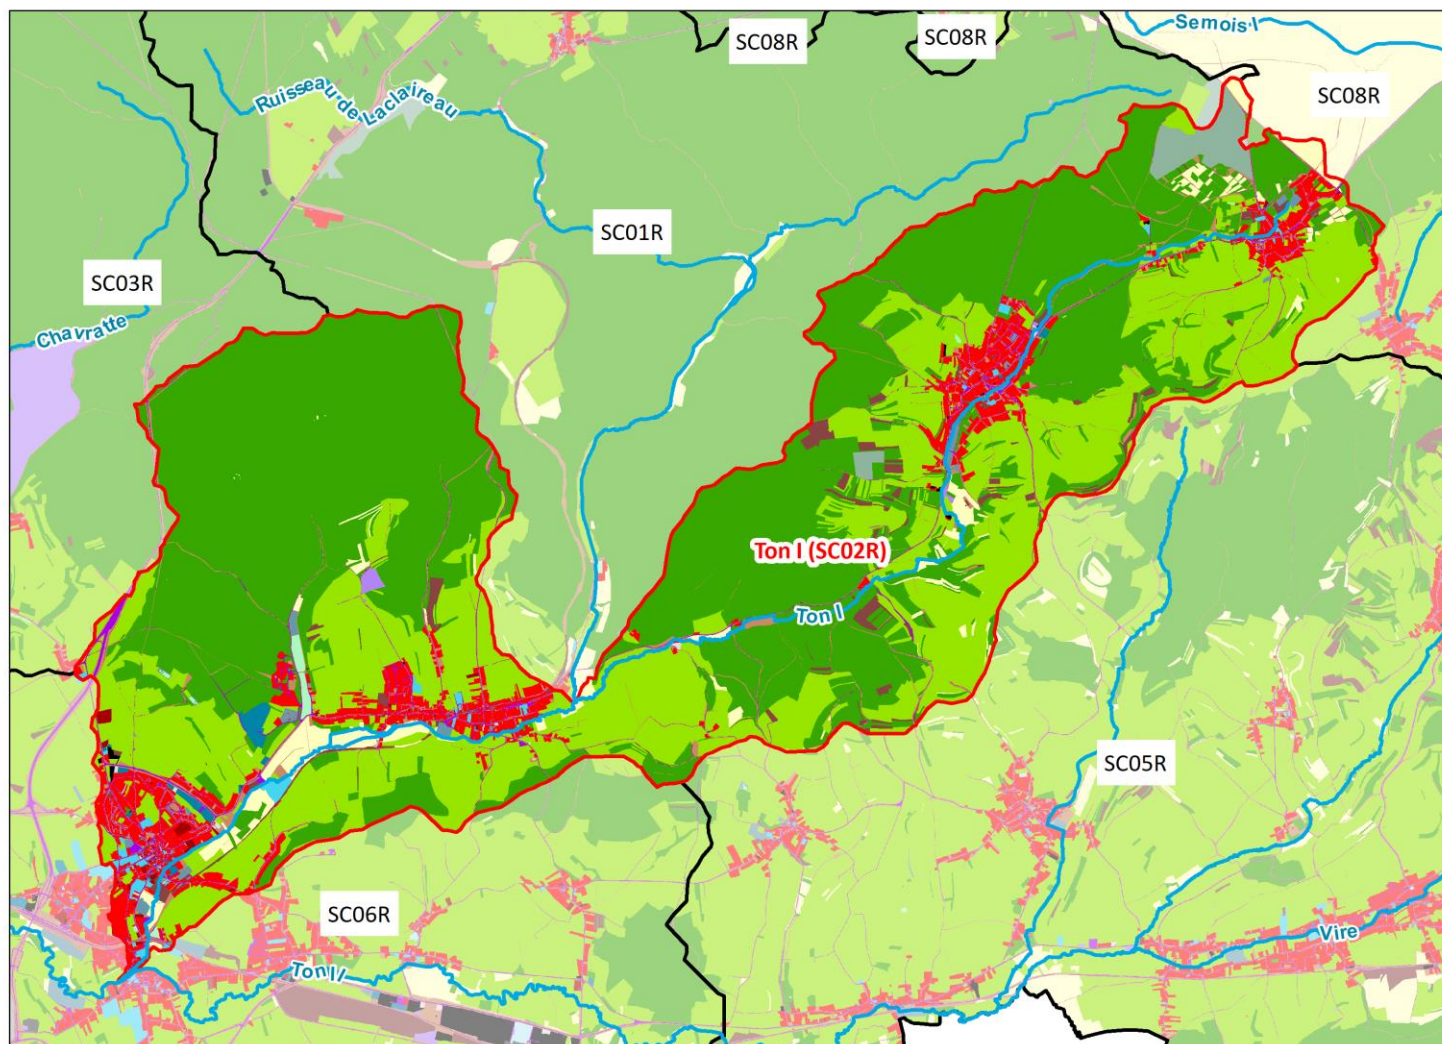 SC08R
SC08R
Semois I
SC08R
Ruisseau de Laclaireau
SC01R
SC03R
Chavratte
Ton I (SC02R)
Ton I
SC05R
SC06R
Vire
Ton II